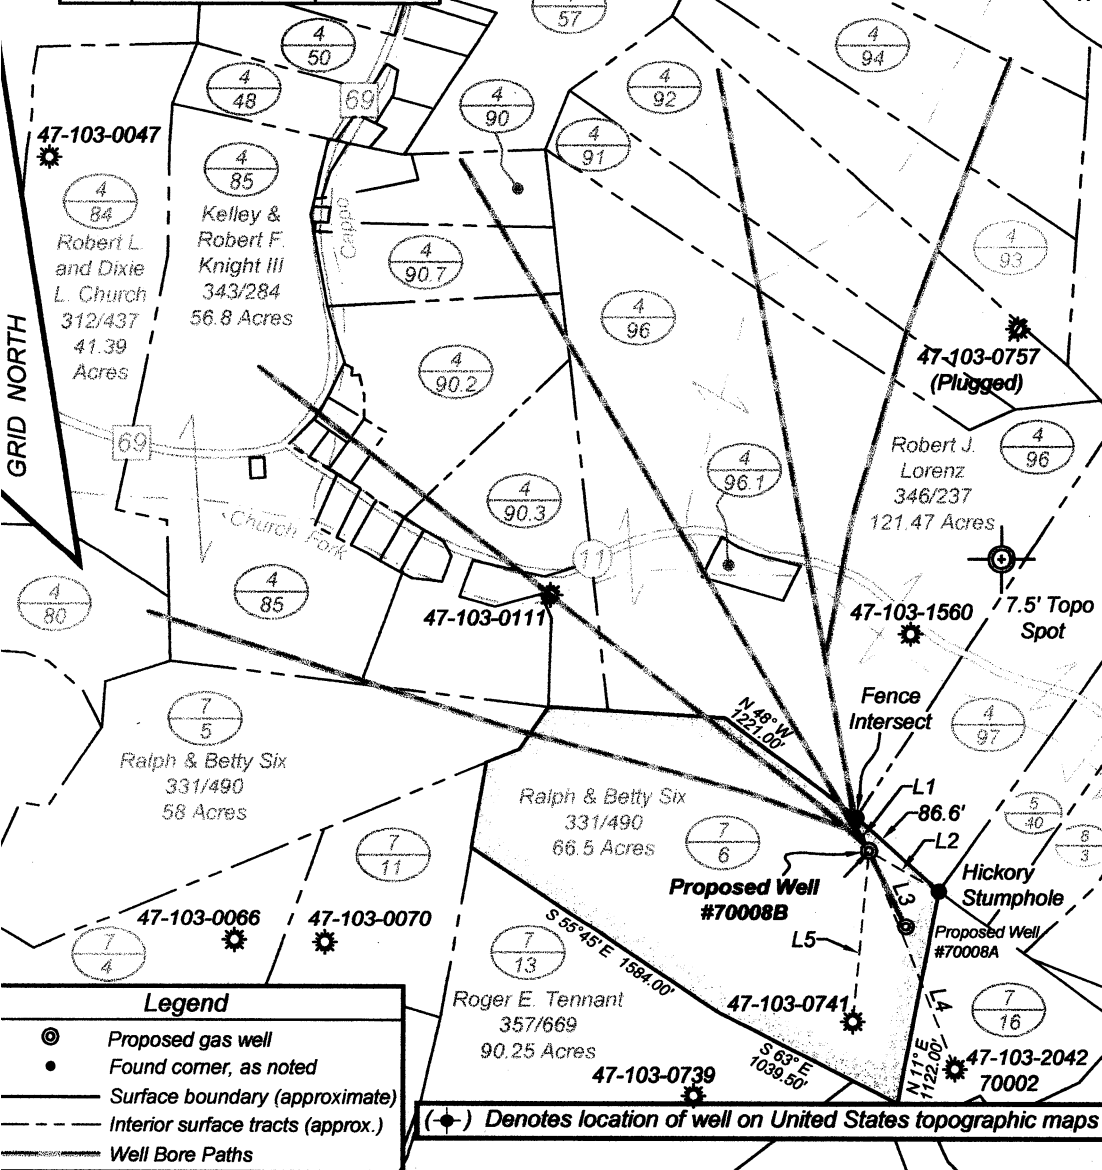 4
57
4
50
4
94
4
48
69
4
90
4
92
47-103-0047
4
91
4
84
4
85
Robert L.
and Dixie
L. Church
312/437
41.39
Acres
Kelley &
Robert F.
Knight III
343/284
56.8 Acres
Cappo
4
90.7
4
93
4
96
GRID NORTH
47-103-0757
(Plugged)
4
90.2
69
Robert J.
Lorenz
346/237
121.47 Acres
4
96
4
96.1
4
90.3
Church Fork
11
4
80
4
85
47-103-0111
47-103-1560
7.5' Topo
Spot
7
5
Ralph & Betty Six
331/490
58 Acres
N 48° W
1221.00'
Fence
Intersect
4
97
L1
86.6'
L2
5
40
8
3
Ralph & Betty Six
331/490
66.5 Acres
7
6
7
11
Proposed Well
#70008B
Hickory
Stumphole
L3
47-103-0066
47-103-0070
Proposed Well
#70008A
L5
S 55°45' E 1584.00'
7
4
7
13
Roger E. Tennant
357/669
90.25 Acres
47-103-0741
L4
7
16
S 63° E
1039.50'
N 11° E
1122.00'
47-103-2042
70002
47-103-0739
Legend
Proposed gas well
Found corner, as noted
Surface boundary (approximate)
Interior surface tracts (approx.)
Well Bore Paths
( ) Denotes location of well on United States topographic maps